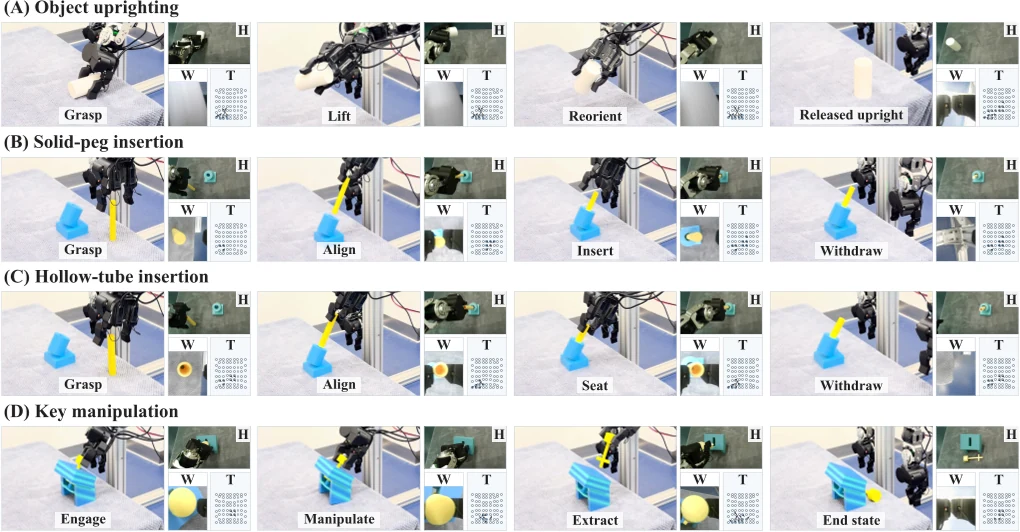 (A) Object uprighting
H H H H
W T W T W T W T
Grasp Lift Reorient Released upright
(B) Solid-peg insertion
H H H H
W T W T W T W T
Grasp Align Insert Withdraw
(C) Hollow-tube insertion
H H H H
W T W T W T W T
Grasp Align Seat Withdraw
(D) Key manipulation
H H H H
W T W T W T W T
Engage Manipulate Extract End state